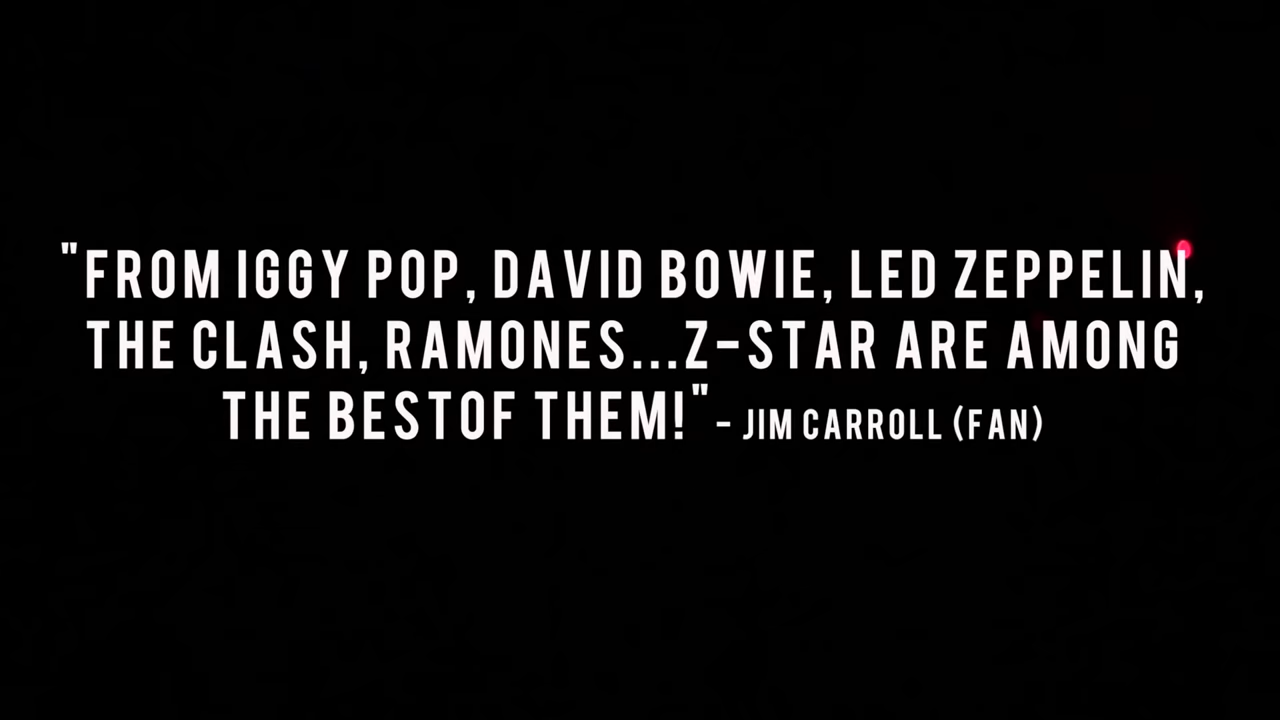 "FROM IGGY POP, DAVID BOWIE, LED ZEPPELIN,
THE CLASH, RAMONES...Z-STAR ARE AMONG
THE BESTOF THEM!" - JIM CARROLL (FAN)